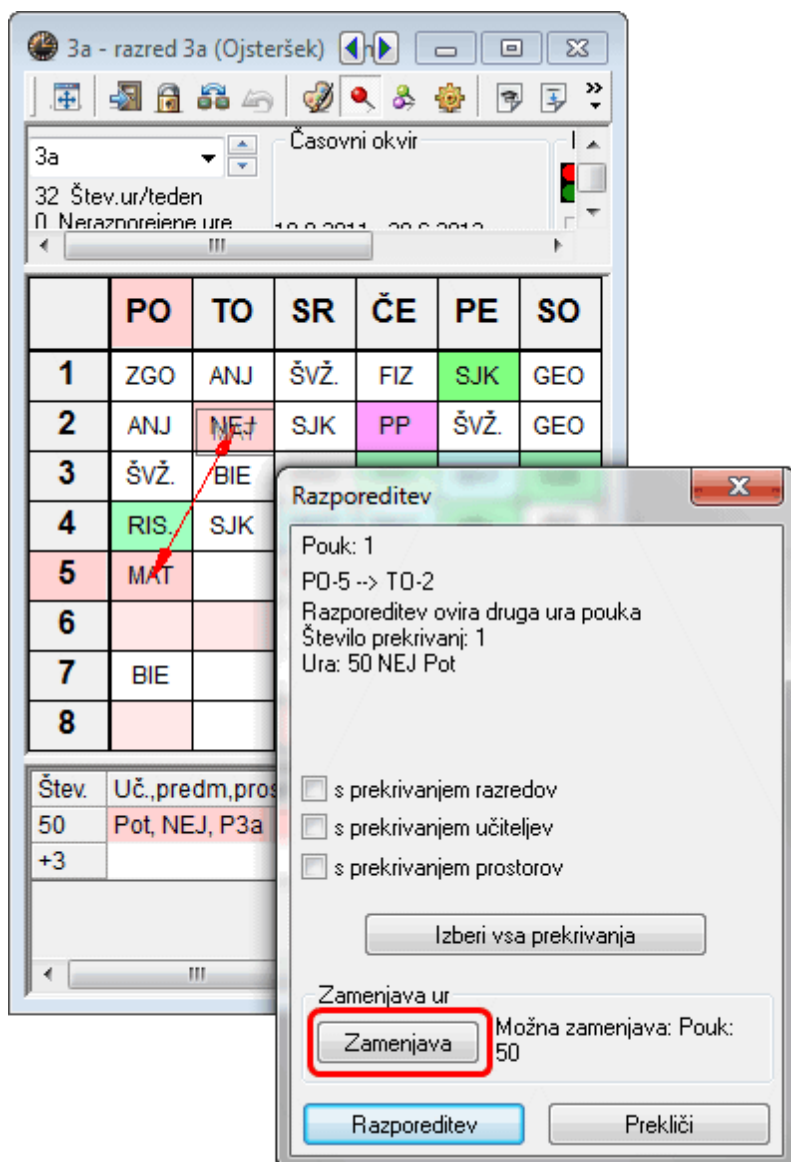 3a - razred 3a (Ojsteršek)
3a
Časovni okvir
32 Štev.ur/teden
0 Nerazporejene ure
PO TO SR ČE PE SO
1 ZGO ANJ ŠVŽ. FIZ SJK GEO
2 ANJ NEJ MAT SJK PP ŠVŽ. GEO
3 ŠVŽ. BIE
4 RIS. SJK
5 MAT
6
7 BIE
8
Štev. Uč.,predm,pros
50 Pot, NEJ, P3a
+3
Razporeditev
Pouk: 1
PO-5 --> TO-2
Razporeditev ovira druga ura pouka
Število prekrivanj: 1
Ura: 50 NEJ Pot
s prekrivanjem razredov
s prekrivanjem učiteljev
s prekrivanjem prostorov
Izberi vsa prekrivanja
Zamenjava ur
Zamenjava
Možna zamenjava: Pouk:
50
Razporeditev
Prekliči